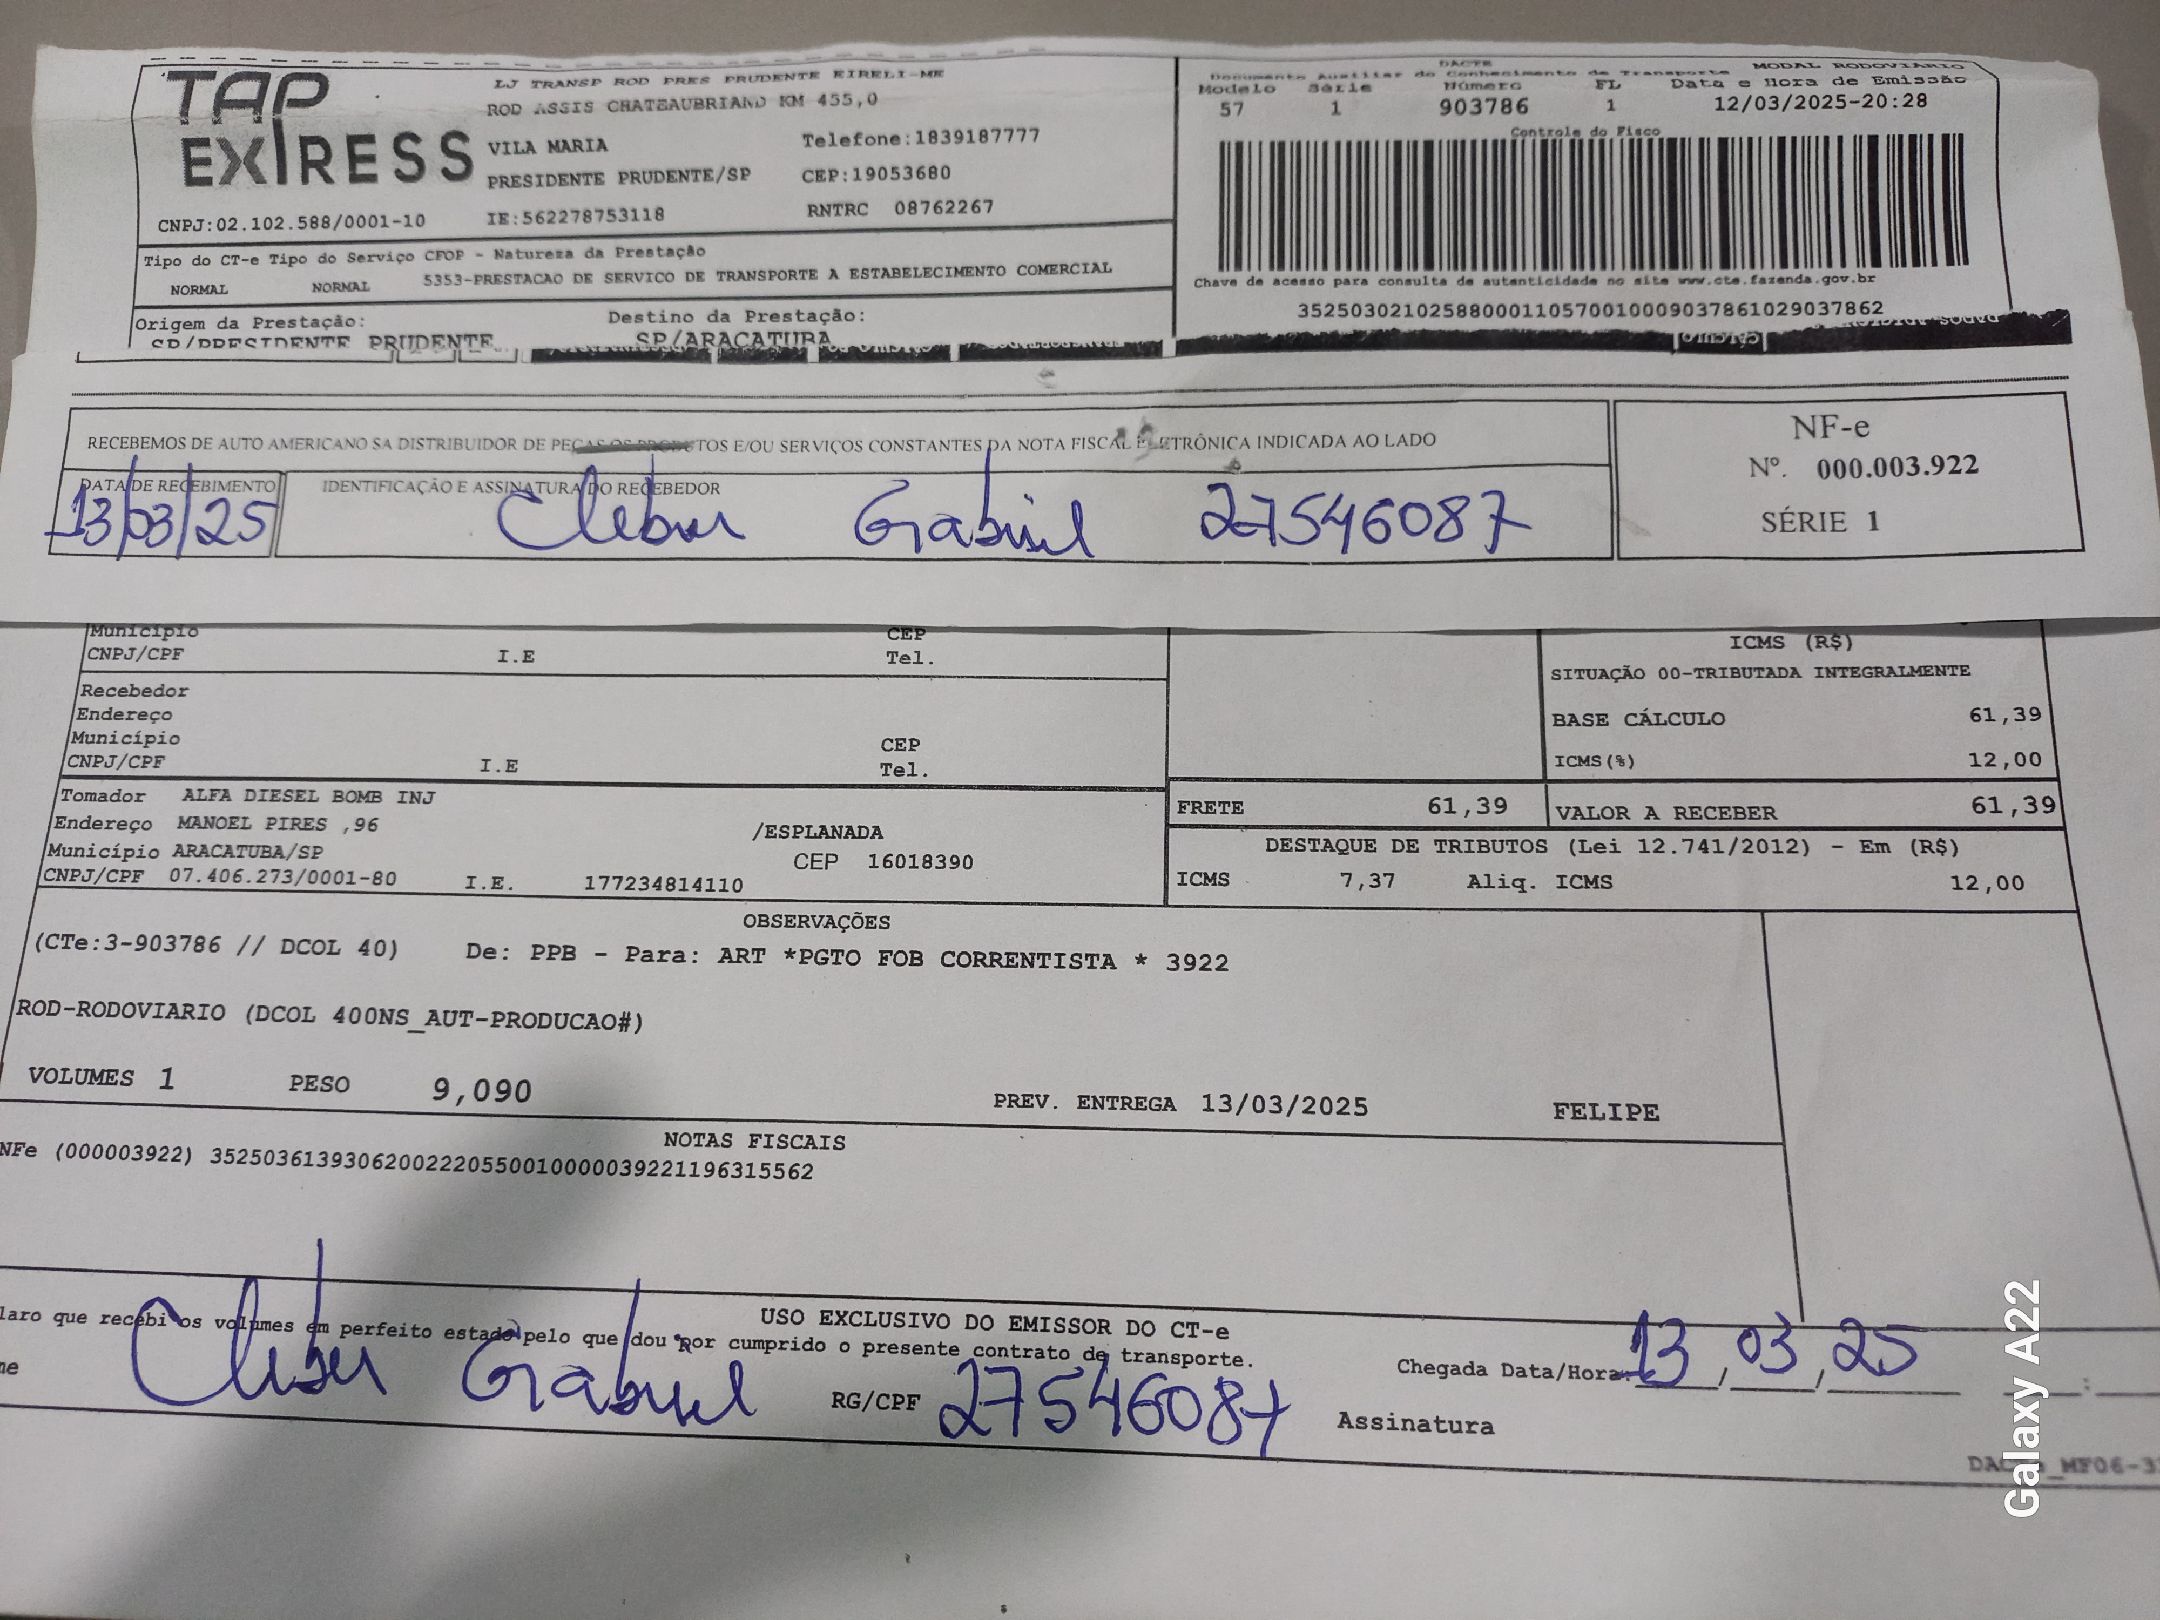 TAP
EXPRESS
LJ TRANSP ROD PRES PRUDENTE EIRELI-ME
ROD ASSIS CHATEAUBRIAND KM 455,0
VILA MARIA Telefone:1839187777
PRESIDENTE PRUDENTE/SP CEP:19053680
CNPJ:02.102.588/0001-10 IE:562278753118 RNTRC 08762267
DACTE MODAL RODOVIÁRIO
Documento Auxiliar do Conhecimento de Transporte
Modelo Série Número FL Data e Hora de Emissão
57 1 903786 1 12/03/2025-20:28
Controle do Fisco
Tipo do CT-e Tipo do Serviço CFOP - Natureza da Prestação
NORMAL NORMAL 5353-PRESTACAO DE SERVICO DE TRANSPORTE A ESTABELECIMENTO COMERCIAL
Chave de acesso para consulta de autenticidade no site www.cte.fazenda.gov.br
35250302102588000110570010009037861029037862
Origem da Prestação: Destino da Prestação:
SP/PRESIDENTE PRUDENTE SP/ARACATUBA
RECEBEMOS DE AUTO AMERICANO SA DISTRIBUIDOR DE PEÇAS OS PRODUTOS E/OU SERVIÇOS CONSTANTES DA NOTA FISCAL ELETRÔNICA INDICADA AO LADO
NF-e
Nº. 000.003.922
SÉRIE 1
DATA DE RECEBIMENTO IDENTIFICAÇÃO E ASSINATURA DO RECEBEDOR
13/03/25 Cleber Gabriel 27546087
Município CEP
CNPJ/CPF I.E Tel.
Recebedor
Endereço
Município CEP
CNPJ/CPF I.E Tel.
ICMS (R$)
SITUAÇÃO 00-TRIBUTADA INTEGRALMENTE
BASE CÁLCULO 61,39
ICMS(%) 12,00
Tomador ALFA DIESEL BOMB INJ
Endereço MANOEL PIRES ,96 /ESPLANADA
Município ARACATUBA/SP CEP 16018390
CNPJ/CPF 07.406.273/0001-80 I.E. 177234814110
FRETE 61,39 VALOR A RECEBER 61,39
DESTAQUE DE TRIBUTOS (Lei 12.741/2012) - Em (R$)
ICMS 7,37 Aliq. ICMS 12,00
OBSERVAÇÕES
(CTe:3-903786 // DCOL 40) De: PPB - Para: ART *PGTO FOB CORRENTISTA * 3922
ROD-RODOVIARIO (DCOL 400NS_AUT-PRODUCAO#)
VOLUMES 1 PESO 9,090 PREV. ENTREGA 13/03/2025 FELIPE
NOTAS FISCAIS
NFe (000003922) 35250361393062002220550010000039221196315562
USO EXCLUSIVO DO EMISSOR DO CT-e
laro que recebi os volumes em perfeito estado pelo que dou por cumprido o presente contrato de transporte.
me Cleber Gabriel RG/CPF 27546087
Chegada Data/Hora: 13/03/25 :
Assinatura
Galaxy A22